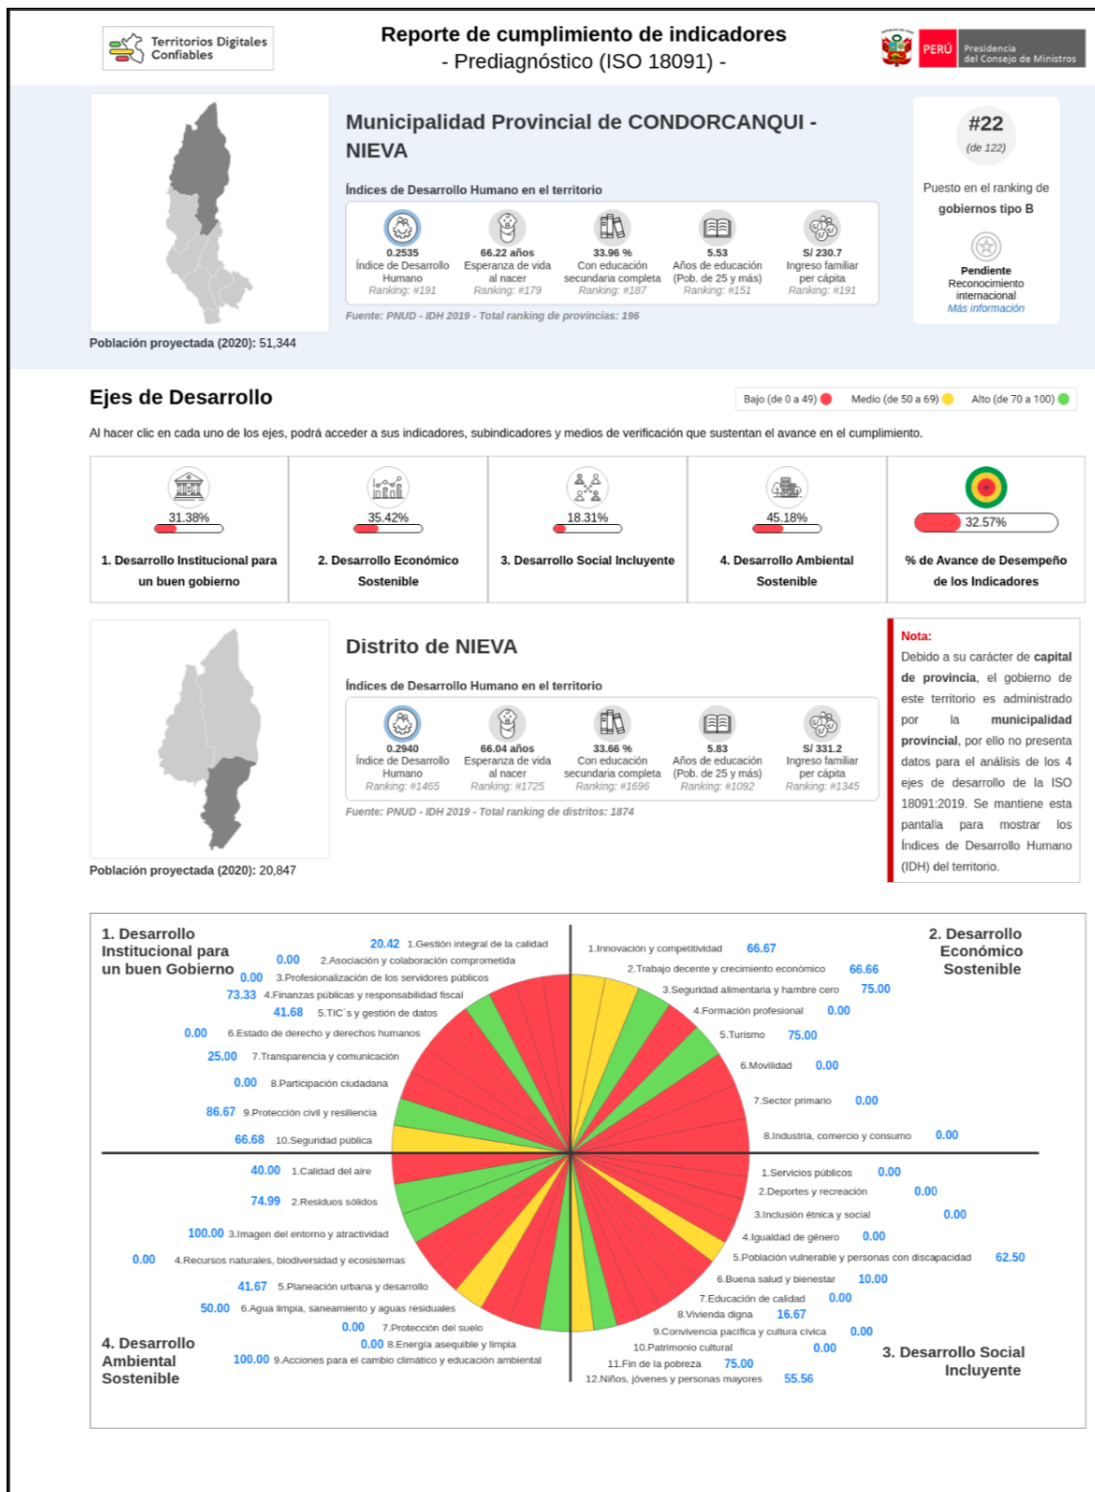 Territorios Digitales
Confiables
Reporte de cumplimiento de indicadores
- Prediagnóstico (ISO 18091) -
PERÚ
Presidencia
del Consejo de Ministros
Municipalidad Provincial de CONDORCANQUI -
NIEVA
Índices de Desarrollo Humano en el territorio
0.2535
Índice de Desarrollo
Humano
Ranking: #191
66.22 años
Esperanza de vida
al nacer
Ranking: #179
33.96 %
Con educación
secundaria completa
Ranking: #187
5.53
Años de educación
(Pob. de 25 y más)
Ranking: #151
S/ 230.7
Ingreso familiar
per cápita
Ranking: #191
Fuente: PNUD - IDH 2019 - Total ranking de provincias: 196
Población proyectada (2020): 51,344
#22
(de 122)
Puesto en el ranking de
gobiernos tipo B
Pendiente
Reconocimiento
internacional
Más información
Ejes de Desarrollo
Bajo (de 0 a 49)
Medio (de 50 a 69)
Alto (de 70 a 100)
Al hacer clic en cada uno de los ejes, podrá acceder a sus indicadores, subindicadores y medios de verificación que sustentan el avance en el cumplimiento.
31.38%
1. Desarrollo Institucional para
un buen gobierno
35.42%
2. Desarrollo Económico
Sostenible
18.31%
3. Desarrollo Social Incluyente
45.18%
4. Desarrollo Ambiental
Sostenible
32.57%
% de Avance de Desempeño
de los Indicadores
Distrito de NIEVA
Índices de Desarrollo Humano en el territorio
0.2940
Índice de Desarrollo
Humano
Ranking: #1465
66.04 años
Esperanza de vida
al nacer
Ranking: #1725
33.66 %
Con educación
secundaria completa
Ranking: #1696
5.83
Años de educación
(Pob. de 25 y más)
Ranking: #1092
S/ 331.2
Ingreso familiar
per cápita
Ranking: #1345
Fuente: PNUD - IDH 2019 - Total ranking de distritos: 1874
Población proyectada (2020): 20,847
Nota:
Debido a su carácter de capital
de provincia, el gobierno de
este territorio es administrado
por la municipalidad
provincial, por ello no presenta
datos para el análisis de los 4
ejes de desarrollo de la ISO
18091:2019. Se mantiene esta
pantalla para mostrar los
Índices de Desarrollo Humano
(IDH) del territorio.
1. Desarrollo
Institucional para
un buen Gobierno
20.42 1.Gestión integral de la calidad
0.00 2.Asociación y colaboración comprometida
0.00 3.Profesionalización de los servidores públicos
73.33 4.Finanzas públicas y responsabilidad fiscal
41.68 5.TIC´s y gestión de datos
0.00 6.Estado de derecho y derechos humanos
25.00 7.Transparencia y comunicación
0.00 8.Participación ciudadana
86.67 9.Protección civil y resiliencia
66.68 10.Seguridad pública
2. Desarrollo
Económico
Sostenible
1.Innovación y competitividad 66.67
2.Trabajo decente y crecimiento económico 66.66
3.Seguridad alimentaria y hambre cero 75.00
4.Formación profesional 0.00
5.Turismo 75.00
6.Movilidad 0.00
7.Sector primario 0.00
8.Industria, comercio y consumo 0.00
40.00 1.Calidad del aire
74.99 2.Residuos sólidos
100.00 3.Imagen del entorno y atractividad
0.00 4.Recursos naturales, biodiversidad y ecosistemas
41.67 5.Planeación urbana y desarrollo
50.00 6.Agua limpia, saneamiento y aguas residuales
0.00 7.Protección del suelo
0.00 8.Energía asequible y limpia
100.00 9.Acciones para el cambio climático y educación ambiental
4. Desarrollo
Ambiental
Sostenible
1.Servicios públicos 0.00
2.Deportes y recreación 0.00
3.Inclusión étnica y social 0.00
4.Igualdad de género 0.00
5.Población vulnerable y personas con discapacidad 62.50
6.Buena salud y bienestar 10.00
7.Educación de calidad 0.00
8.Vivienda digna 16.67
9.Convivencia pacífica y cultura cívica 0.00
10.Patrimonio cultural 0.00
11.Fin de la pobreza 75.00
12.Niños, jóvenes y personas mayores 55.56
3. Desarrollo Social
Incluyente